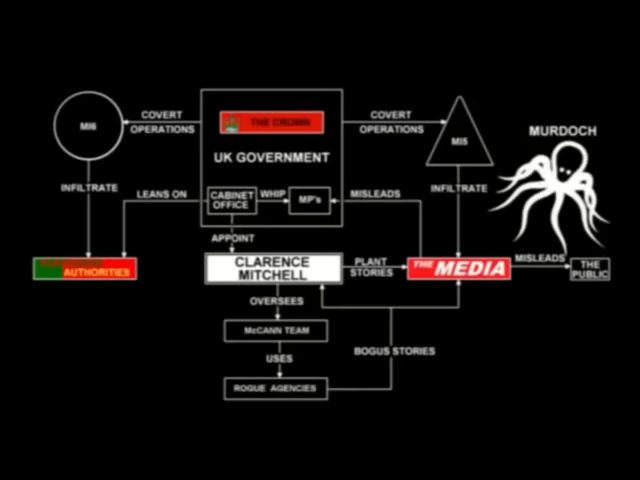 MI6
COVERT
OPERATIONS
THE CROWN
UK GOVERNMENT
COVERT
OPERATIONS
MI5
MURDOCH
INFILTRATE
LEANS ON
CABINET
OFFICE
WHIP
MP's
MISLEADS
INFILTRATE
APPOINT
AUTHORITIES
CLARENCE
MITCHELL
PLANT
STORIES
THE MEDIA
MISLEADS
THE
PUBLIC
OVERSEES
McCANN TEAM
USES
BOGUS STORIES
ROGUE AGENCIES